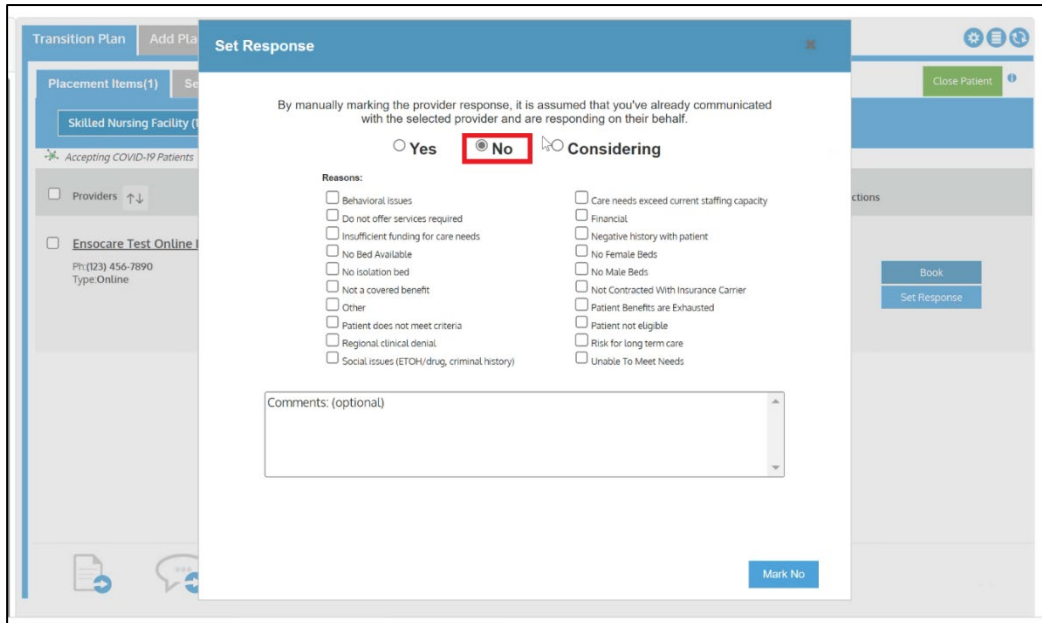 Transition Plan
Add Pla
Set Response
Placement Items(1)
Se
Close Patient
Skilled Nursing Facility (1
Accepting COVID-19 Patients
By manually marking the provider response, it is assumed that you've already communicated
with the selected provider and are responding on their behalf.
Yes
No
Considering
Providers
ctions
Ensocare Test Online
Ph:(123) 456-7890
Type:Online
Book
Set Response
Reasons:
Behavioral issues
Do not offer services required
Insufficient funding for care needs
No Bed Available
No isolation bed
Not a covered benefit
Other
Patient does not meet criteria
Regional clinical denial
Social issues (ETOH/drug, criminal history)
Care needs exceed current staffing capacity
Financial
Negative history with patient
No Female Beds
No Male Beds
Not Contracted With Insurance Carrier
Patient Benefits are Exhausted
Patient not eligible
Risk for long term care
Unable To Meet Needs
Comments: (optional)
Mark No